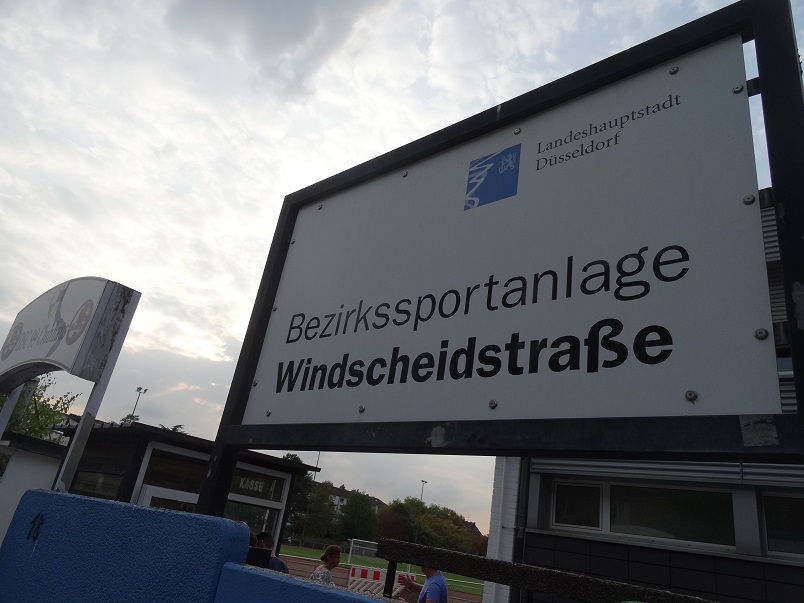 Landeshauptstadt
Düsseldorf
Bezirkssportanlage
Windscheidstraße
KASSE